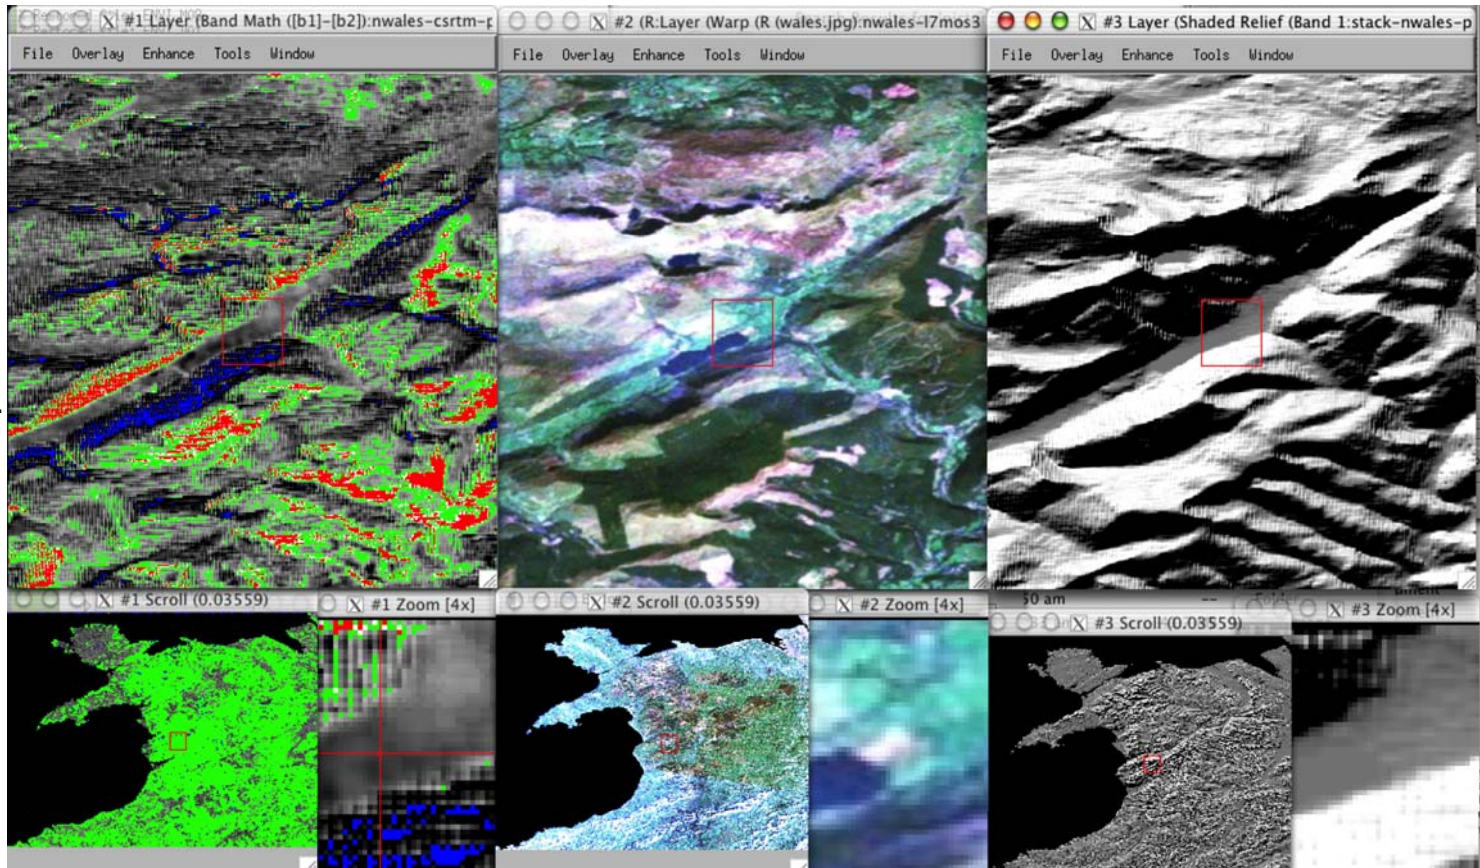 #1 Layer (Band Math ([b1]-[b2]):nwales-csrtm-p
File Overlay Enhance Tools Window
#2 (R:Layer (Warp (R (wales.jpg):nwales-l7mos3
File Overlay Enhance Tools Window
#3 Layer (Shaded Relief (Band 1:stack-nwales-p
File Overlay Enhance Tools Window
#1 Scroll (0.03559)
#1 Zoom [4x]
#2 Scroll (0.03559)
#2 Zoom [4x]
50 am
-- Folder
#3 Scroll (0.03559)
#3 Zoom [4x]